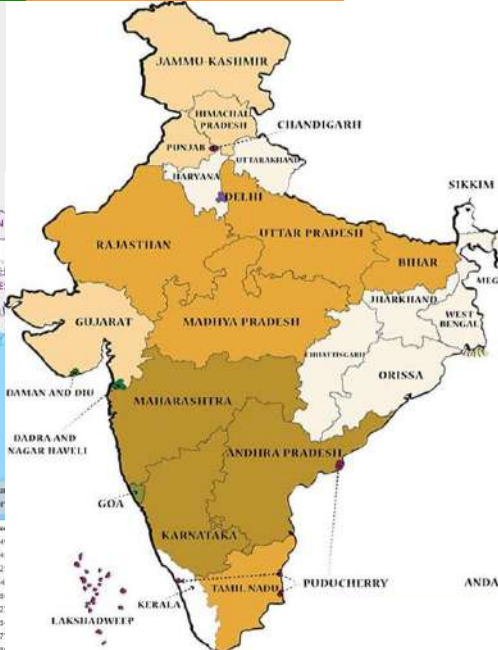 JAMMU-KASHMIR
HIMACHAL
PRADESH
CHANDIGARH
PUNJAB
UTTARAKHAND
HARYANA
SIKKIM
DELHI
UTTAR PRADESH
RAJASTHAN
BIHAR
MEG
JHARKHAND
WEST
BENGAL
GUJARAT
MADHYA PRADESH
CHHATTISGARH
ORISSA
DAMAN AND DIU
MAHARASHTRA
DADRA AND
NAGAR HAVELI
ANDHRA PRADESH
GOA
KARNATAKA
PUDUCHERRY
ANDA
TAMIL NADU
KERALA
LAKSHADWEEP